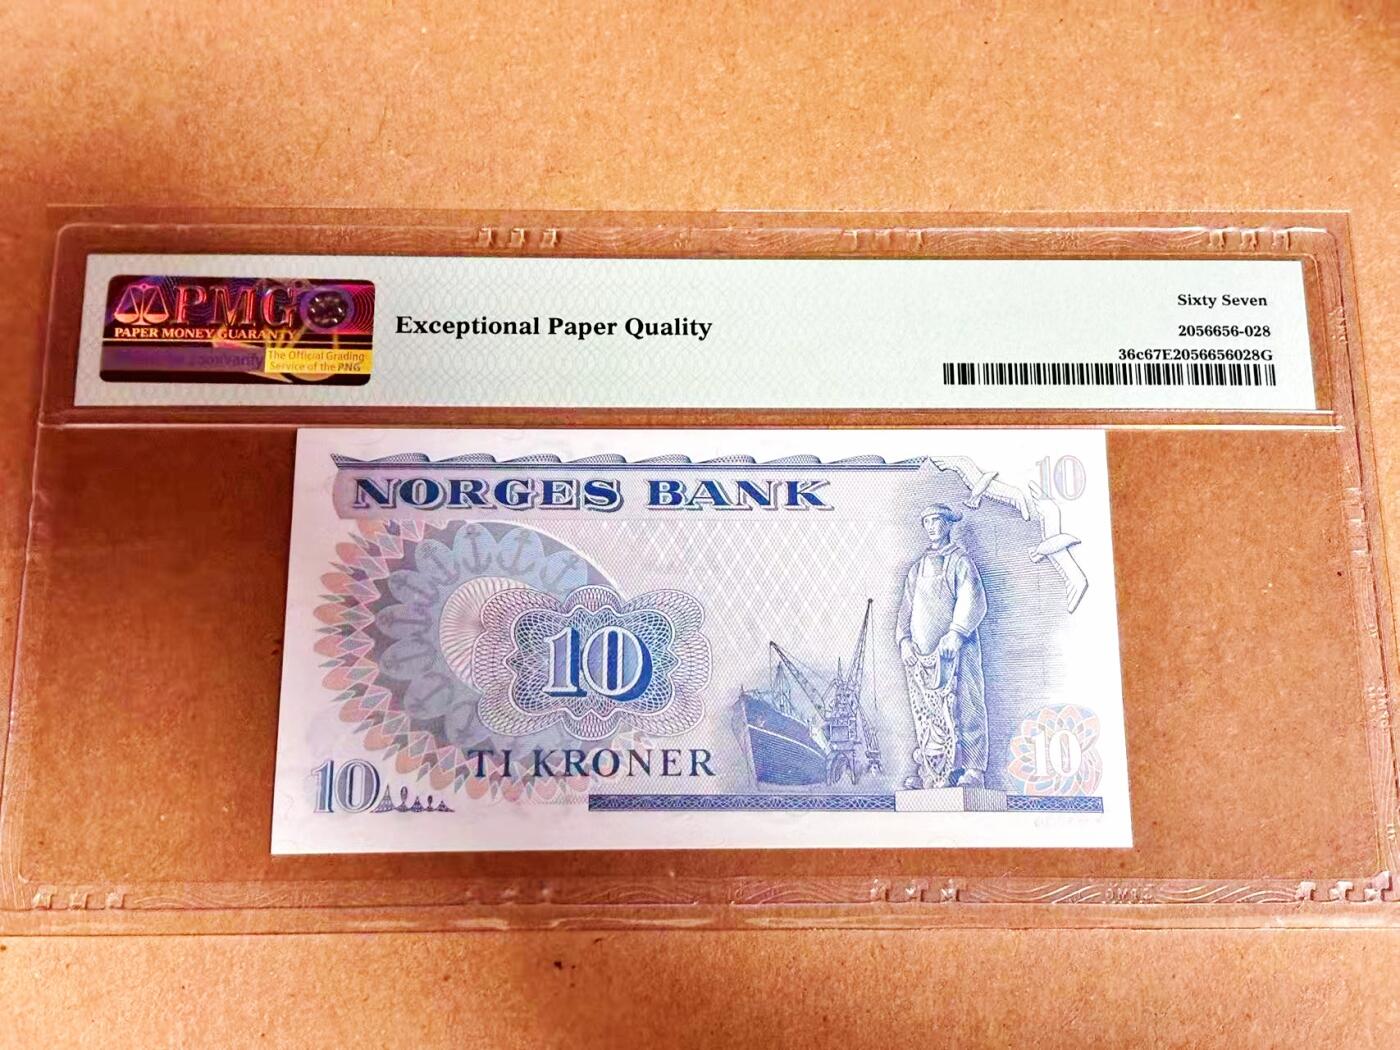 PMG
PAPER MONEY GUARANTY
The Official Grading
Service of the PNG
Exceptional Paper Quality
Sixty Seven
2056656-028
36c67E2056656028G
NORGES BANK
10
10
TI KRONER
10
10